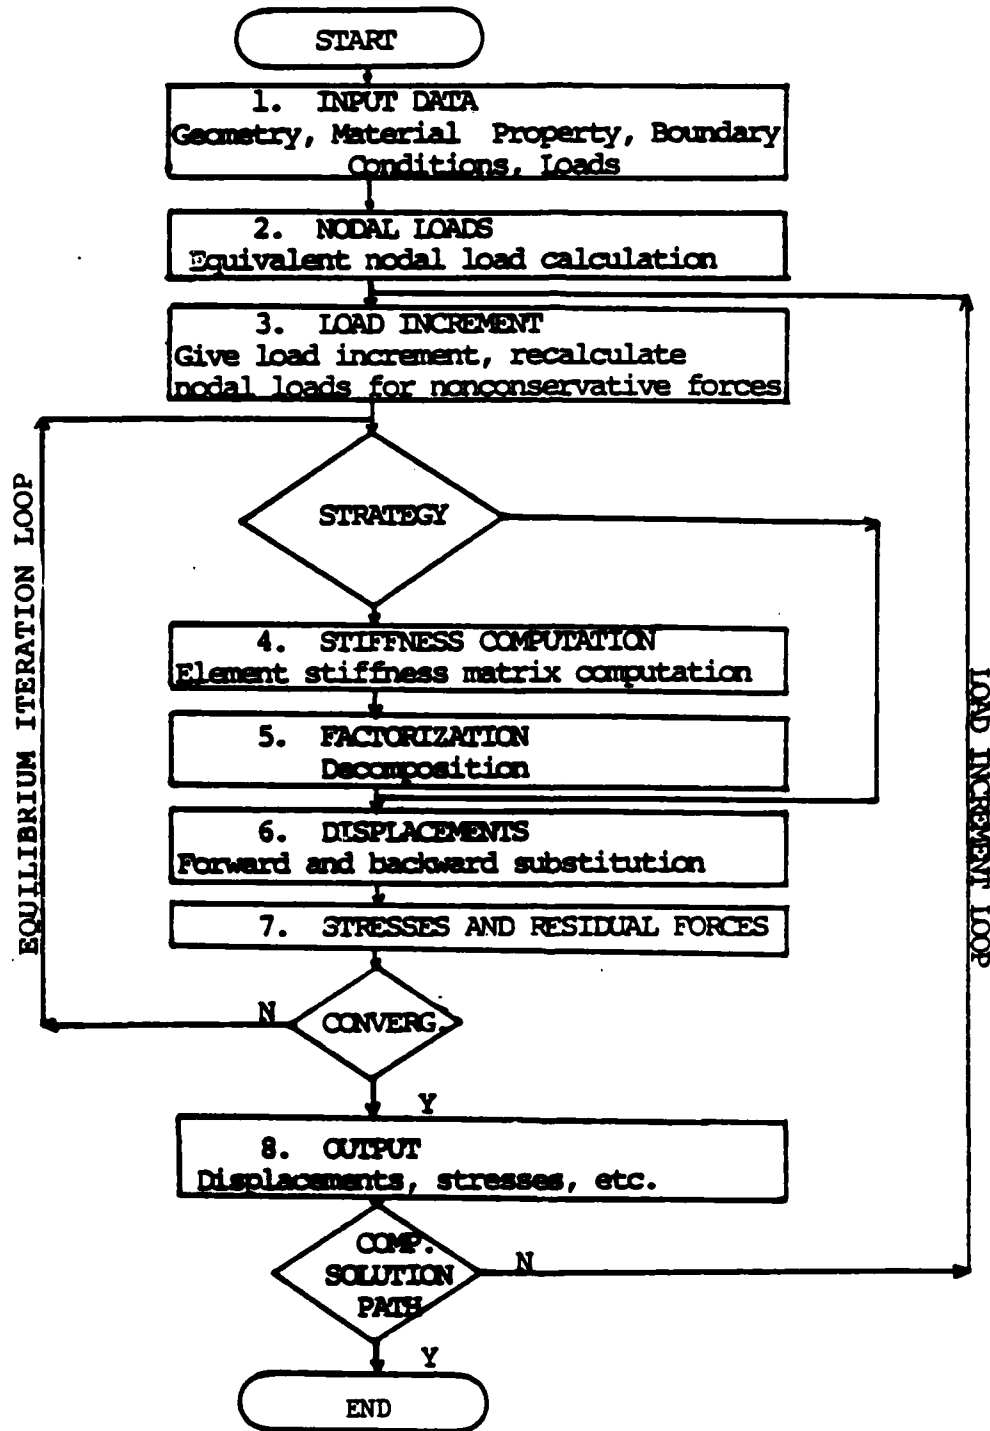 START
1. INPUT DATA
Geometry, Material Property, Boundary
Conditions, Loads
2. NODAL LOADS
Equivalent nodal load calculation
3. LOAD INCREMENT
Give load increment, recalculate
nodal loads for nonconservative forces
STRATEGY
4. STIFFNESS COMPUTATION
Element stiffness matrix computation
5. FACTORIZATION
Decomposition
6. DISPLACEMENTS
Forward and backward substitution
7. STRESSES AND RESIDUAL FORCES
N
CONVERG.
Y
8. OUTPUT
Displacements, stresses, etc.
COMP.
SOLUTION
PATH
N
Y
END
EQUILIBRIUM ITERATION LOOP
LOAD INCREMENT LOOP